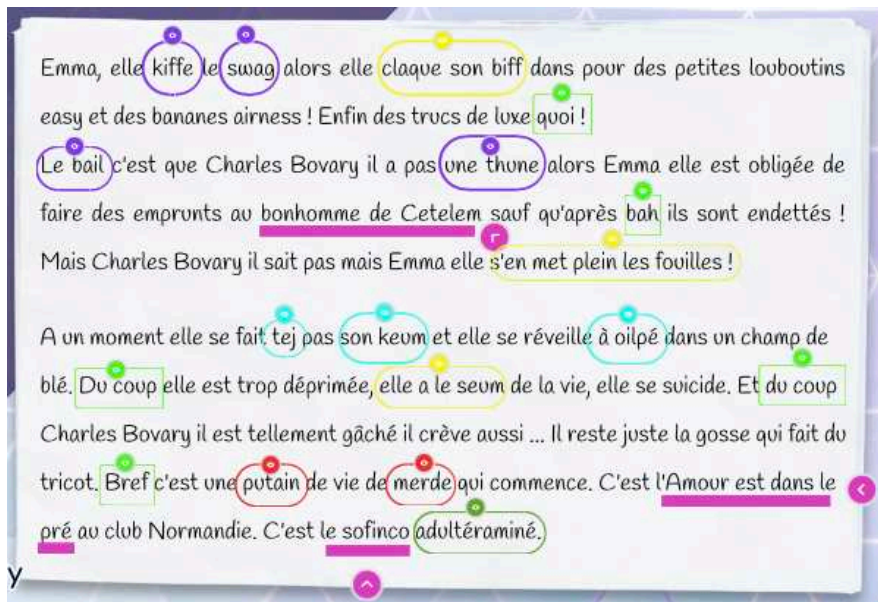 Emma, elle kiffe le swag alors elle claque son biff dans pour des petites louboutins
easy et des bananes airness ! Enfin des trucs de luxe quoi !
Le bail c'est que Charles Bovary il a pas une thune alors Emma elle est obligée de
faire des emprunts au bonhomme de Cetelem sauf qu'après bah ils sont endettés !
Mais Charles Bovary il sait pas mais Emma elle s'en met plein les fouilles !
A un moment elle se fait tej pas son keum et elle se réveille à oilpé dans un champ de
blé. Du coup elle est trop déprimée, elle a le seum de la vie, elle se suicide. Et du coup
Charles Bovary il est tellement gâché il crève aussi ... Il reste juste la gosse qui fait du
tricot. Bref c'est une putain de vie de merde qui commence. C'est l'Amour est dans le
pré au club Normandie. C'est le sofinco adultéraminé.
y